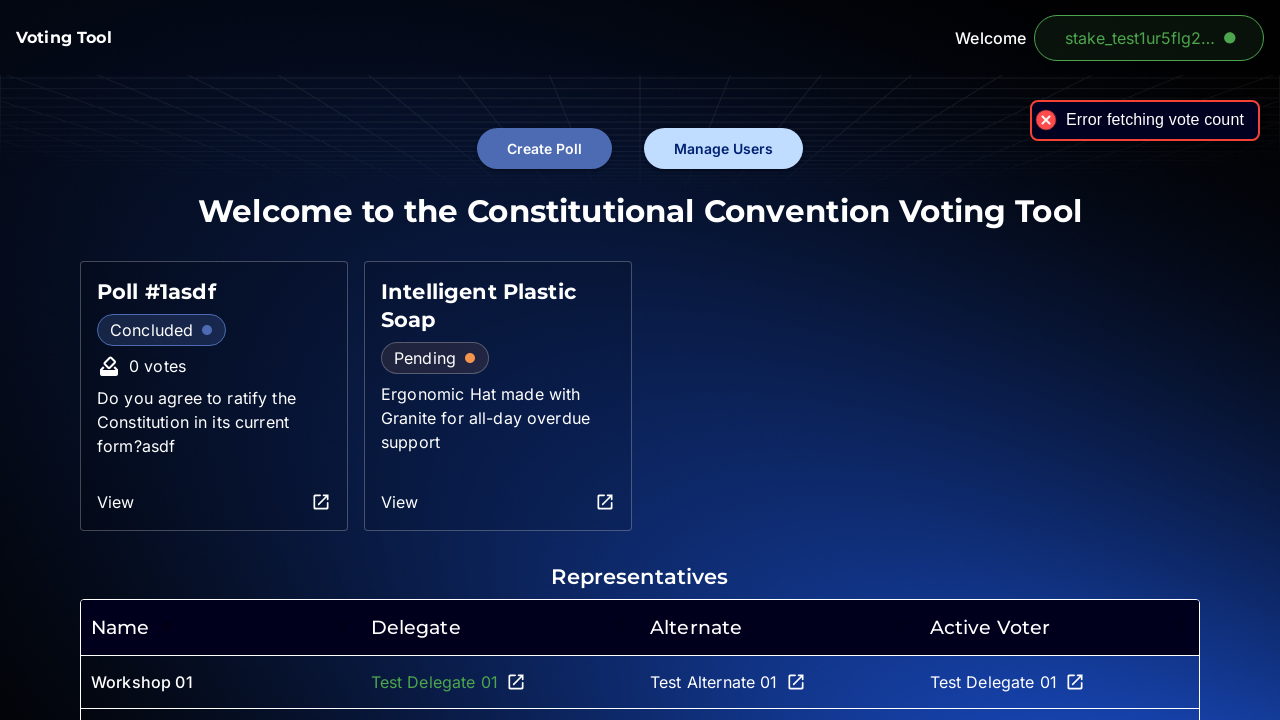 Voting Tool
Welcome
stake_test1ur5flg2...
Error fetching vote count
Create Poll
Manage Users
Welcome to the Constitutional Convention Voting Tool
Poll #1asdf
Concluded
0 votes
Do you agree to ratify the
Constitution in its current
form?asdf
View
Intelligent Plastic
Soap
Pending
Ergonomic Hat made with
Granite for all-day overdue
support
View
Representatives
Name
Delegate
Alternate
Active Voter
Workshop 01
Test Delegate 01
Test Alternate 01
Test Delegate 01